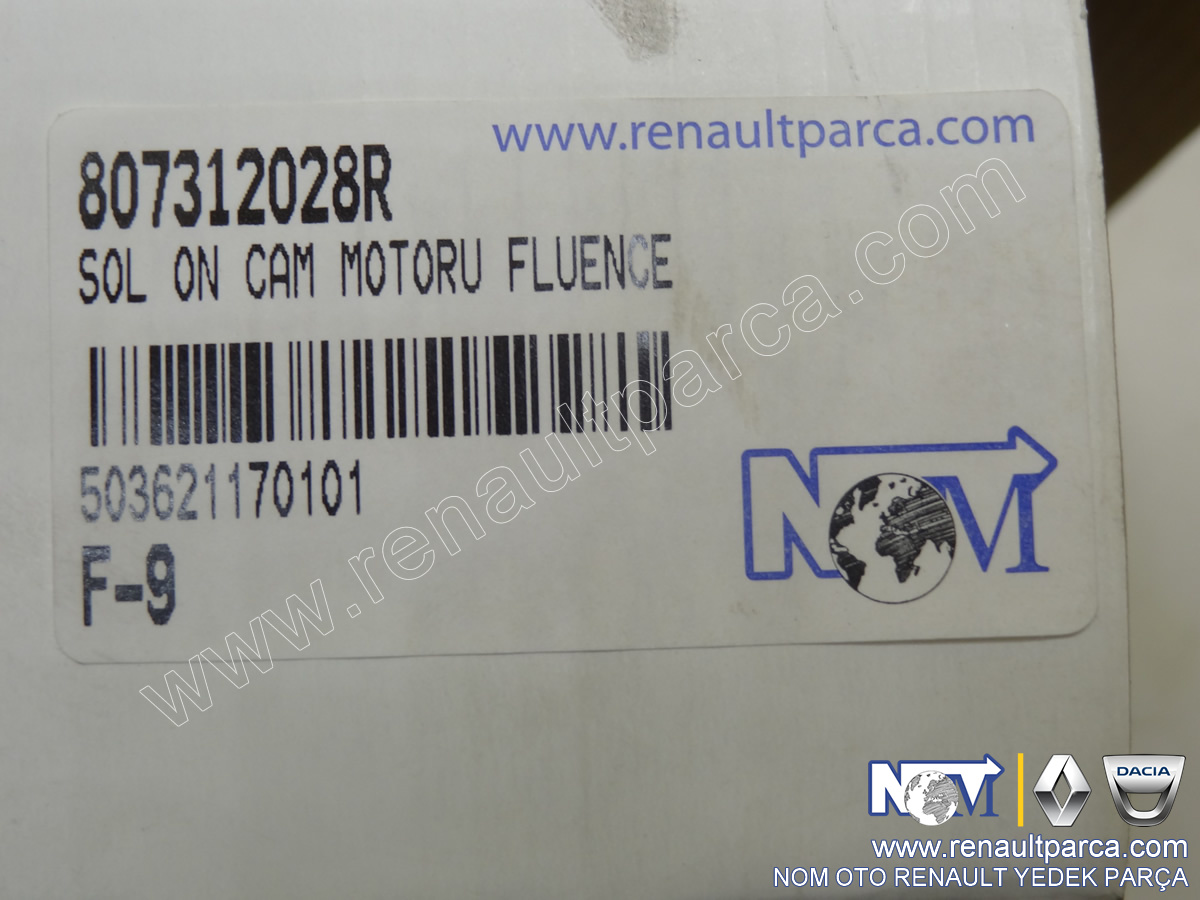 www.renaultparca.com
807312028R
SOL ON CAM MOTORU FLUENCE
503621170101
F-9
NOM
www.renaultparca.com
NOM
DACIA
www.renaultparca.com
NOM OTO RENAULT YEDEK PARÇA